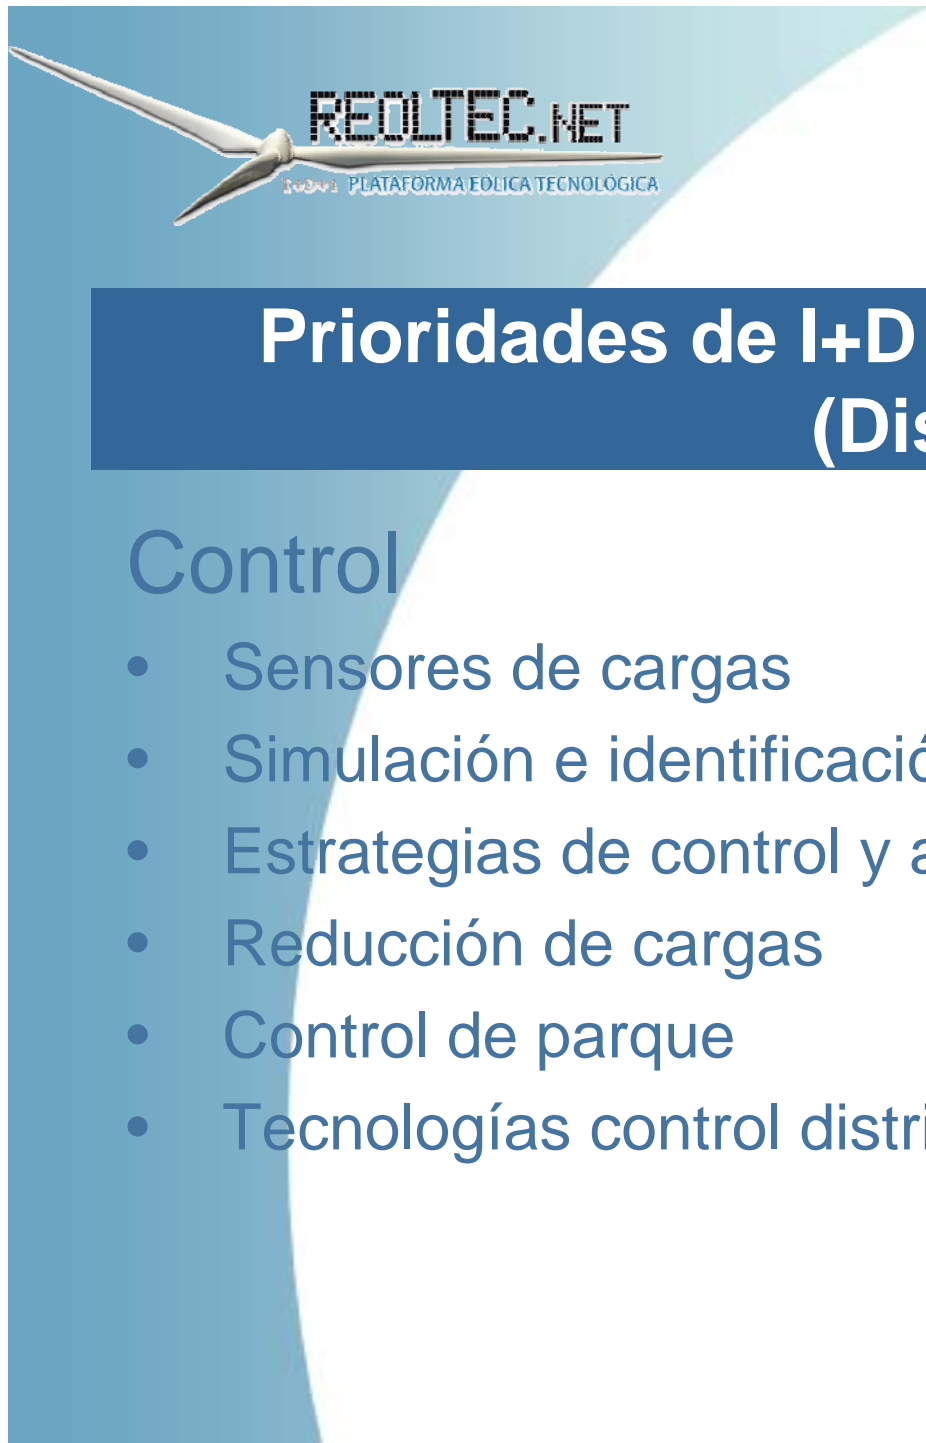 REOLTEC.NET
PLATAFORMA EÓLICA TECNOLÓGICA
Prioridades de I+D
Control
• Sensores de cargas
• Simulación e
• Estrategias de control y
• Reducción de cargas
• Control de parque
• Tecnologías control